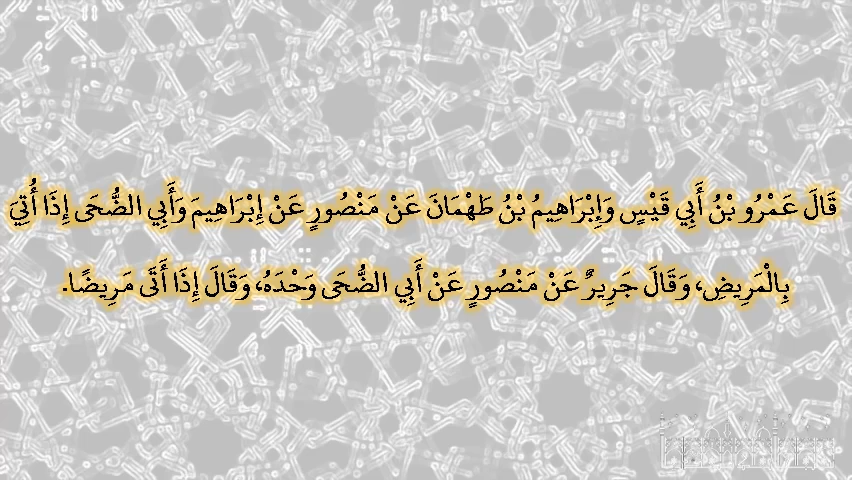 قَالَ عَمْرُو بْنُ أَبِي قَيْسٍ وَإِبْرَاهِيمُ بْنُ طَهْمَانَ عَنْ مَنْصُورٍ عَنْ إِبْرَاهِيمَ وَأَبِي الضُّحَى إِذَا أُتِيَ
بِالْمَرِيضِ، وَقَالَ جَرِيرٌ عَنْ مَنْصُورٍ عَنْ أَبِي الضُّحَى وَحْدَهُ، وَقَالَ إِذَا أَتَى مَرِيضًا.